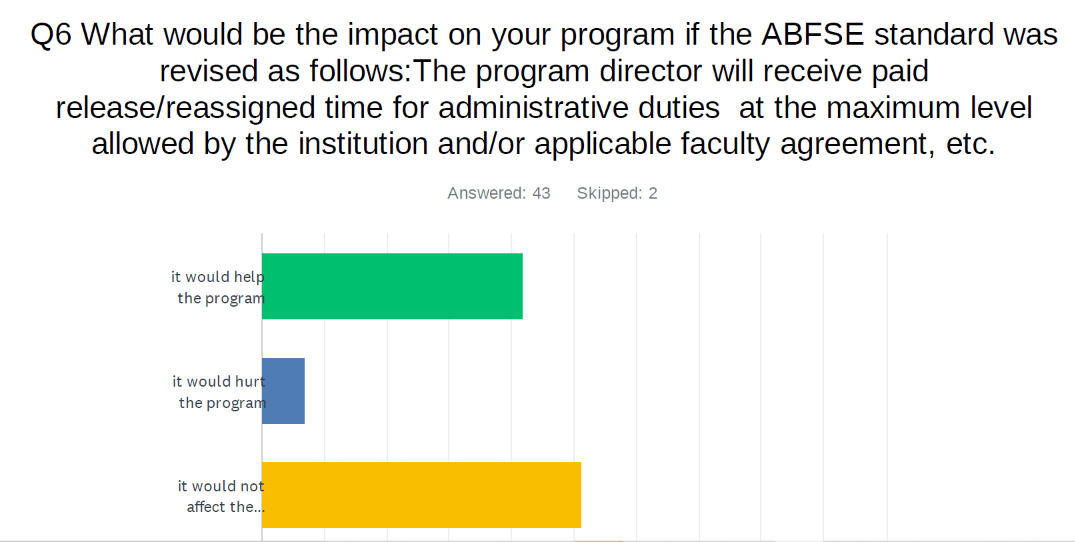 Q6 What would be the impact on your program if the ABFSE standard was
revised as follows:The program director will receive paid
release/reassigned time for administrative duties  at the maximum level
allowed by the institution and/or applicable faculty agreement, etc.
Answered: 43 Skipped: 2
it would help
the program
it would hurt
the program
it would not
affect the...